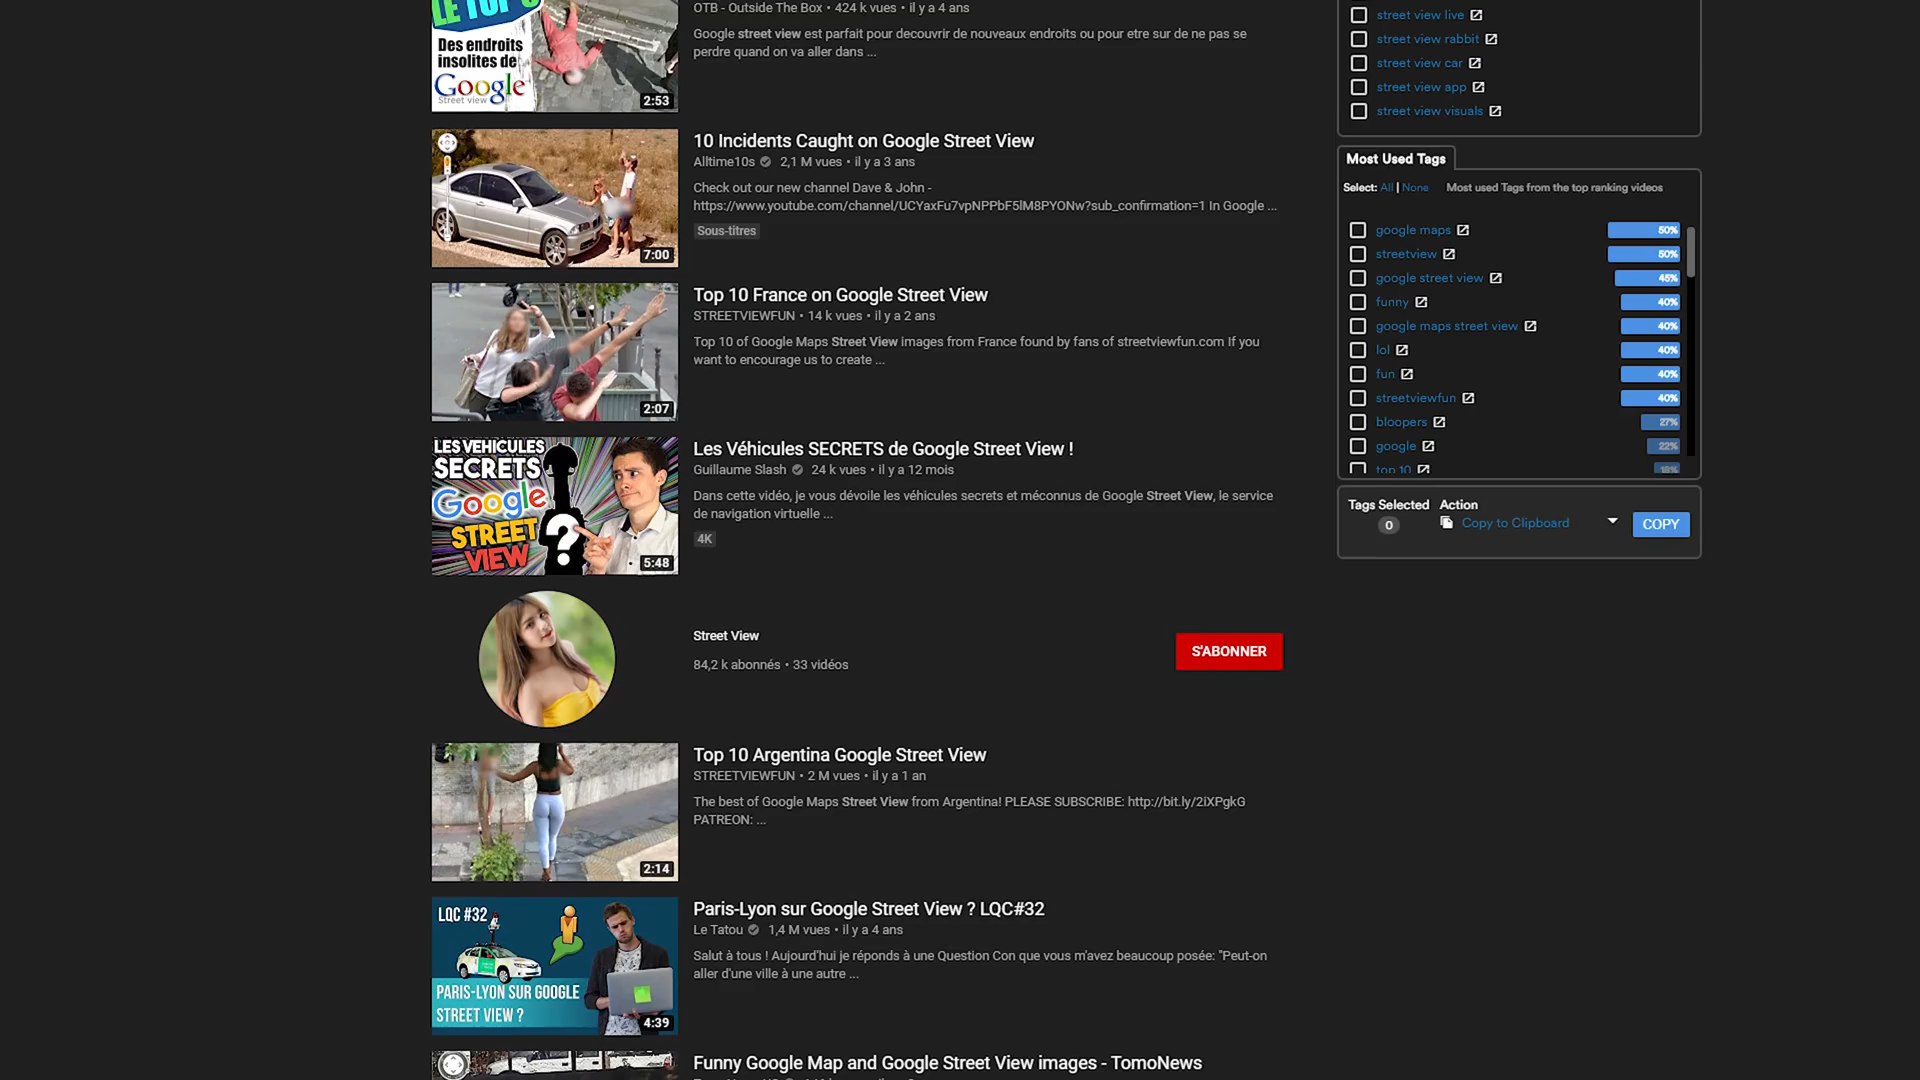 LE TOP 5
Des endroits
insolites de
Google
Street view
2:53
OTB - Outside The Box • 424 k vues • il y a 4 ans
Google street view est parfait pour decouvrir de nouveaux endroits ou pour etre sur de ne pas se
perdre quand on va aller dans ...
7:00
10 Incidents Caught on Google Street View
Alltime10s 2,1 M vues • il y a 3 ans
Check out our new channel Dave & John -
https://www.youtube.com/channel/UCYaxFu7vpNPPbF5lM8PYONw?sub_confirmation=1 In Google ...
Sous-titres
2:07
Top 10 France on Google Street View
STREETVIEWFUN • 14 k vues • il y a 2 ans
Top 10 of Google Maps Street View images from France found by fans of streetviewfun.com If you
want to encourage us to create ...
LES VÉHICULES
SECRETS
Google
STREET
VIEW
?
5:48
Les Véhicules SECRETS de Google Street View !
Guillaume Slash 24 k vues • il y a 12 mois
Dans cette vidéo, je vous dévoile les véhicules secrets et méconnus de Google Street View, le service
de navigation virtuelle ...
4K
Street View
84,2 k abonnés • 33 vidéos
S'ABONNER
2:14
Top 10 Argentina Google Street View
STREETVIEWFUN • 2 M vues • il y a 1 an
The best of Google Maps Street View from Argentina! PLEASE SUBSCRIBE: http://bit.ly/2iXPgkG
PATREON: ...
LQC #32
PARIS-LYON SUR GOOGLE
STREET VIEW ?
4:39
Paris-Lyon sur Google Street View ? LQC#32
Le Tatou 1,4 M vues • il y a 4 ans
Salut à tous ! Aujourd'hui je réponds à une Question Con que vous m'avez beaucoup posée: "Peut-on
aller d'une ville à une autre ...
Funny Google Map and Google Street View images - TomoNews
street view live
street view rabbit
street view car
street view app
street view visuals
Most Used Tags
Select: All | None Most used Tags from the top ranking videos
google maps 50%
streetview 50%
google street view 45%
funny 40%
google maps street view 40%
lol 40%
fun 40%
streetviewfun 40%
bloopers 27%
google 22%
top 10 18%
Tags Selected Action
0 Copy to Clipboard COPY